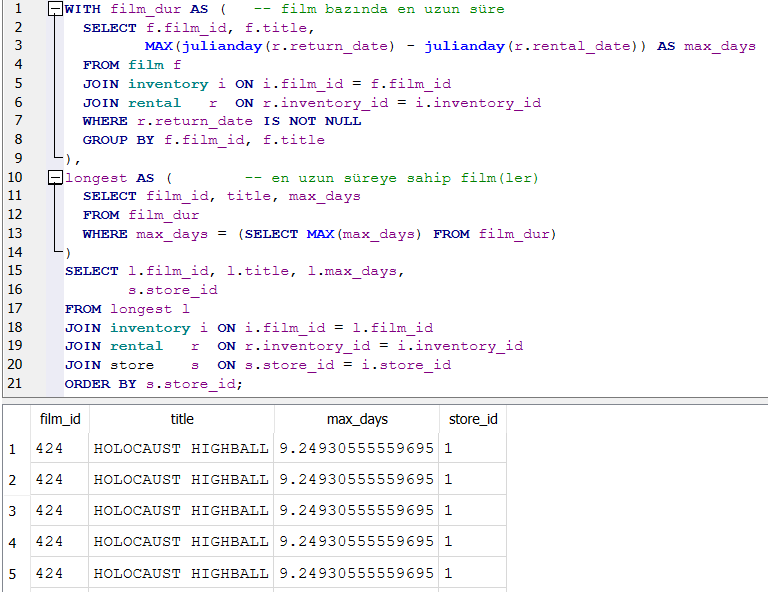 1 WITH film_dur AS (   -- film bazında en uzun süre
2   SELECT f.film_id, f.title,
3          MAX(julianday(r.return_date) - julianday(r.rental_date)) AS max_days
4   FROM film f
5   JOIN inventory i ON i.film_id = f.film_id
6   JOIN rental   r  ON r.inventory_id = i.inventory_id
7   WHERE r.return_date IS NOT NULL
8   GROUP BY f.film_id, f.title
9 ),
10 longest AS (        -- en uzun süreye sahip film(ler)
11   SELECT film_id, title, max_days
12   FROM film_dur
13   WHERE max_days = (SELECT MAX(max_days) FROM film_dur)
14 )
15 SELECT l.film_id, l.title, l.max_days,
16        s.store_id
17 FROM longest l
18 JOIN inventory i ON i.film_id = l.film_id
19 JOIN rental   r  ON r.inventory_id = i.inventory_id
20 JOIN store    s  ON s.store_id = i.store_id
21 ORDER BY s.store_id;
film_id title max_days store_id
1 424 HOLOCAUST HIGHBALL 9.24930555559695 1
2 424 HOLOCAUST HIGHBALL 9.24930555559695 1
3 424 HOLOCAUST HIGHBALL 9.24930555559695 1
4 424 HOLOCAUST HIGHBALL 9.24930555559695 1
5 424 HOLOCAUST HIGHBALL 9.24930555559695 1